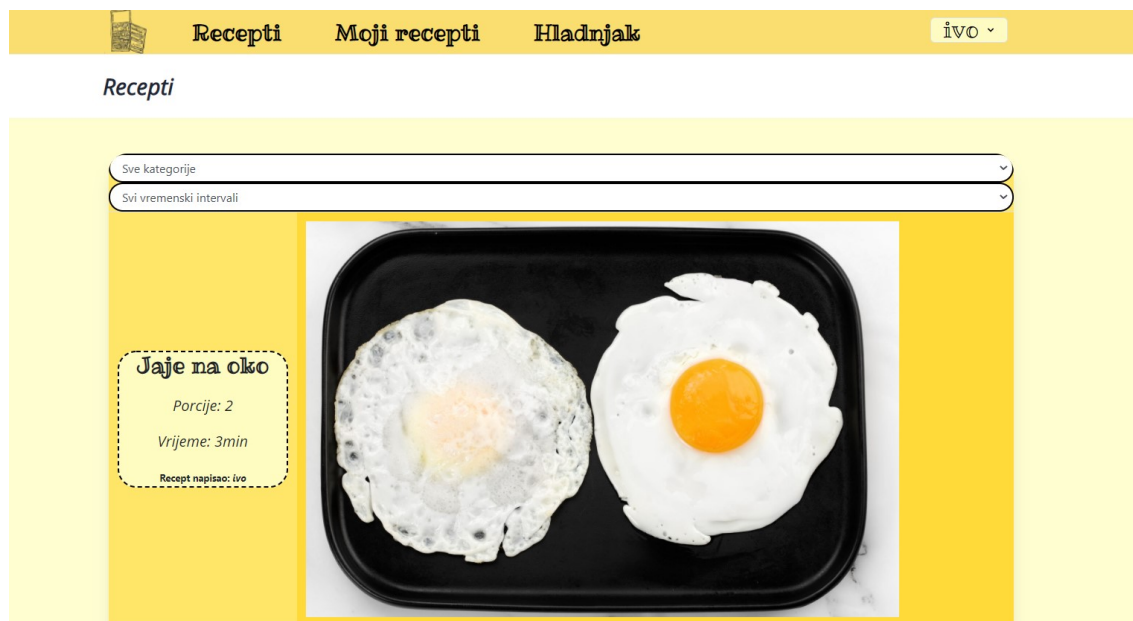 Recepti Moji recepti Hladnjak ivo
Recepti
Sve kategorije
Svi vremenski intervali
Jaje na oko
Porcije: 2
Vrijeme: 3min
Recept napisao: ivo